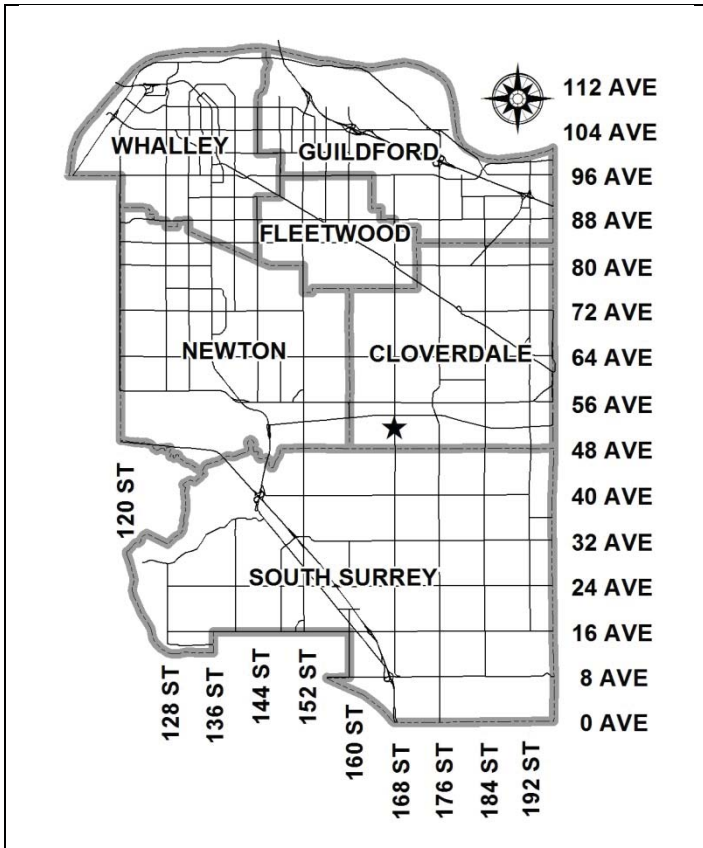 112 AVE
104 AVE
WHALLEY
GUILDFORD
96 AVE
88 AVE
FLEETWOOD
80 AVE
72 AVE
NEWTON
CLOVERDALE
64 AVE
56 AVE
48 AVE
120 ST
40 AVE
32 AVE
SOUTH SURREY
24 AVE
16 AVE
128 ST
136 ST
144 ST
152 ST
160 ST
8 AVE
0 AVE
168 ST
176 ST
184 ST
192 ST